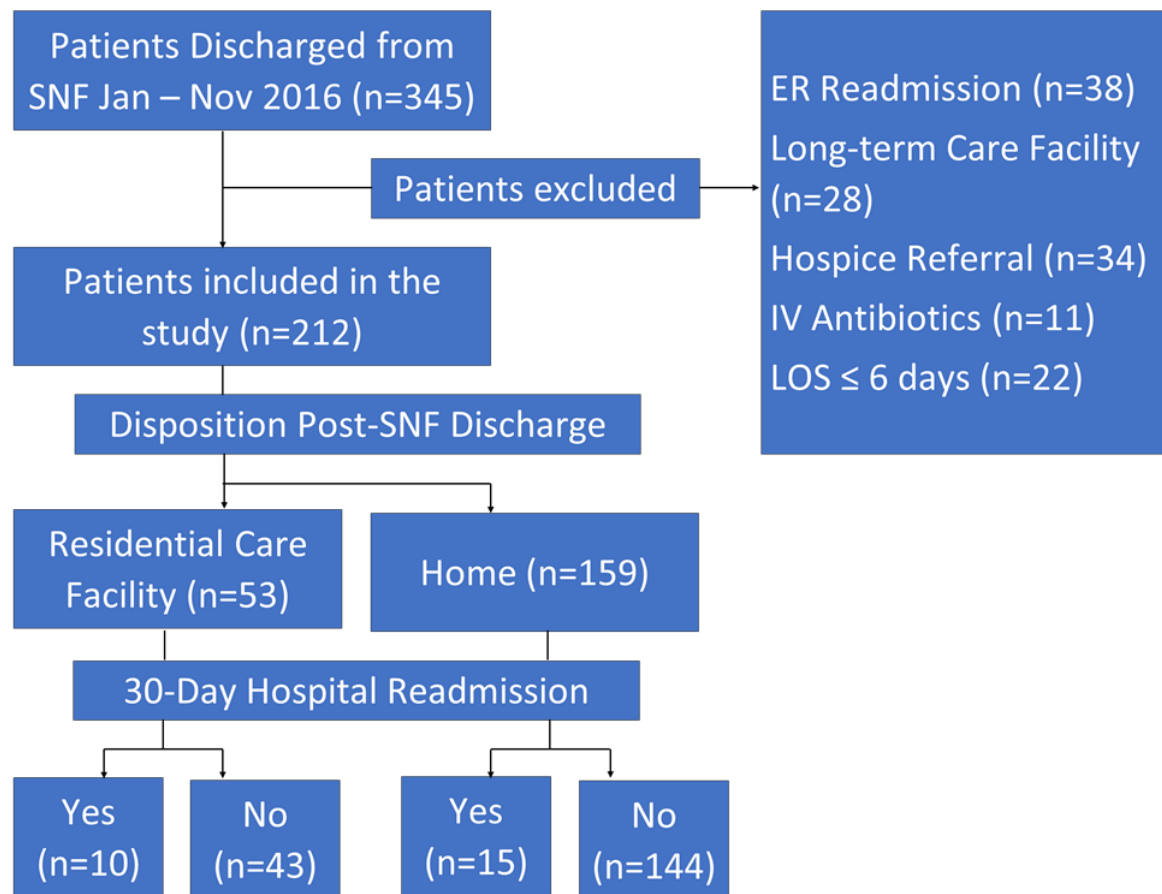 Patients Discharged from
SNF Jan – Nov 2016 (n=345)
Patients excluded
ER Readmission (n=38)
Long-term Care Facility
(n=28)
Hospice Referral (n=34)
IV Antibiotics (n=11)
LOS ≤ 6 days (n=22)
Patients included in the
study (n=212)
Disposition Post-SNF Discharge
Residential Care
Facility (n=53)
Home (n=159)
30-Day Hospital Readmission
Yes
(n=10)
No
(n=43)
Yes
(n=15)
No
(n=144)